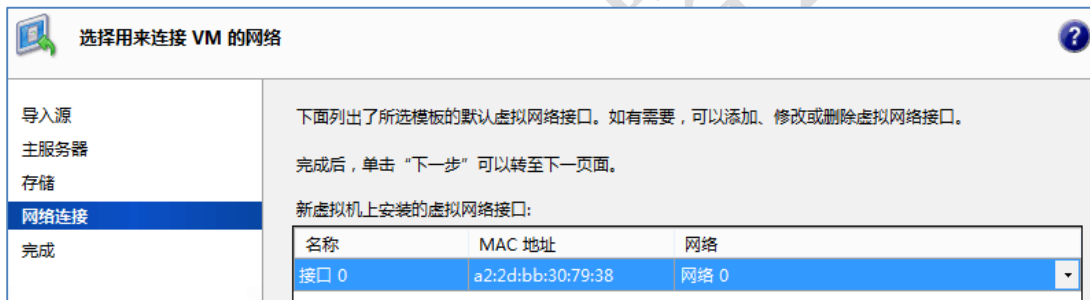 选择用来连接 VM 的网络
导入源
主服务器
存储
网络连接
完成
下面列出了所选模板的默认虚拟网络接口。如有需要，可以添加、修改或删除虚拟网络接口。
完成后，单击“下一步”可以转至下一页面。
新虚拟机上安装的虚拟网络接口:
名称 MAC 地址 网络
接口 0 a2:2d:bb:30:79:38 网络 0